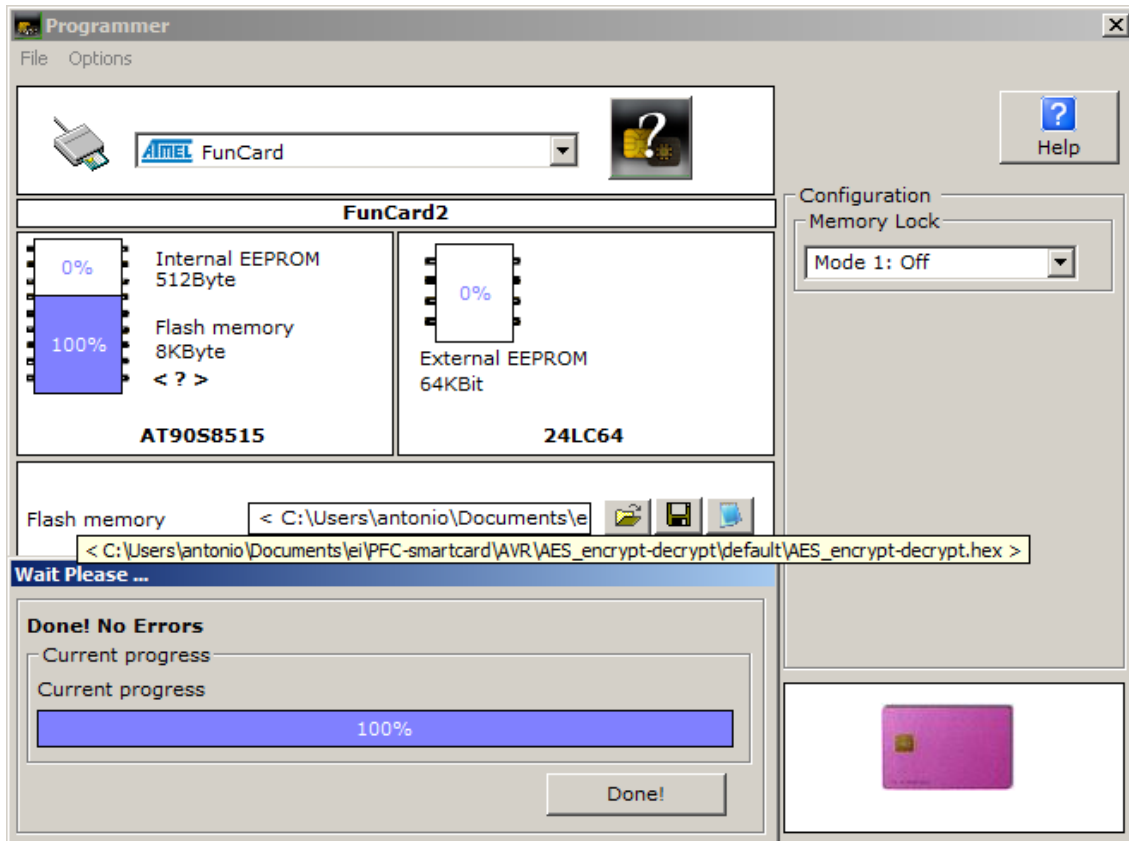 Programmer
File Options
ATMEL FunCard
?
? Help
FunCard2
Configuration
Memory Lock
Mode 1: Off
0%
Internal EEPROM
512Byte
100%
Flash memory
8KByte
< ? >
AT90S8515
0%
External EEPROM
64KBit
24LC64
Flash memory
< C:\Users\antonio\Documents\e
< C:\Users\antonio\Documents\ei\PFC-smartcard\AVR\AES_encrypt-decrypt\default\AES_encrypt-decrypt.hex >
Wait Please ...
Done! No Errors
Current progress
Current progress
100%
Done!